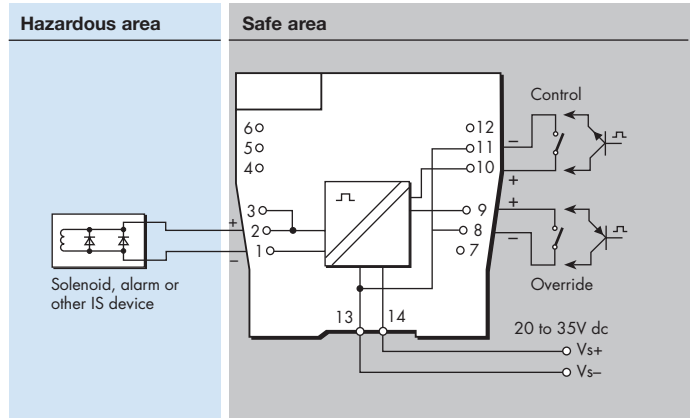 Hazardous area
Safe area
Control
6
5
4
12
11
10
–
+
3
2
1
+
–
9
8
7
+
–
Solenoid, alarm or
other IS device
Override
13
14
20 to 35V dc
Vs+
Vs–